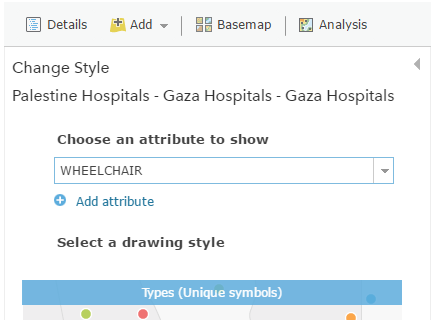 Details Add Basemap Analysis
Change Style
Palestine Hospitals - Gaza Hospitals - Gaza Hospitals
Choose an attribute to show
WHEELCHAIR
Add attribute
Select a drawing style
Types (Unique symbols)